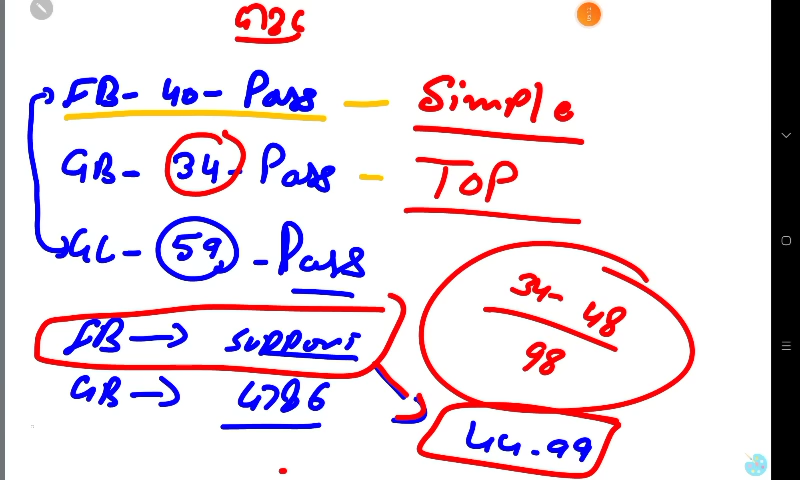 4786
FB- 40- Pass - Simple
GB- 34- Pass - TOP
GL- 59 - Pass
34- 48
98
FB → support
GB → 4786
44.99